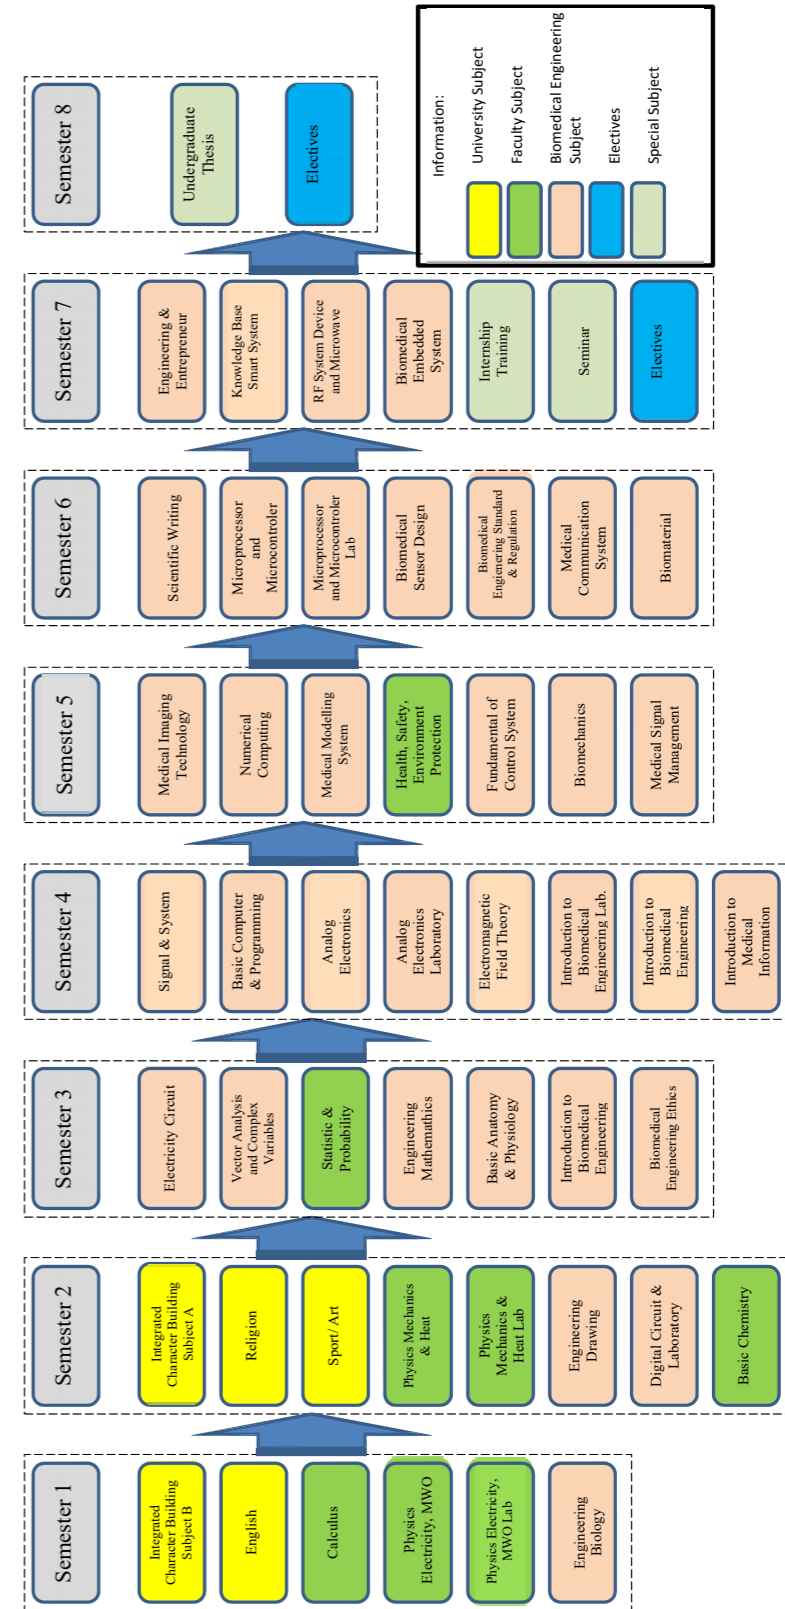 Semester 1
Integrated
Character Building
Subject B
English
Calculus
Physics
Electricity, MWO
Physics Electricity,
MWO Lab
Engineering
Biology
Semester 2
Integrated
Character Building
Subject A
Religion
Sport/ Art
Physics Mechanics
& Heat
Physics
Mechanics &
Heat Lab
Engineering
Drawing
Digital Circuit &
Laboratory
Basic Chemistry
Semester 3
Electricity Circuit
Vector Analysis
and Complex
Variables
Statistic &
Probability
Engineering
Mathemathics
Basic Anatomy
& Physiology
Introduction to
Biomedical
Engineering
Biomedical
Engineering Ethics
Semester 4
Signal & System
Basic Computer
& Programming
Analog
Electronics
Analog
Electronics
Laboratory
Electromagnetic
Field Theory
Introduction to
Biomedical
Engineering Lab.
Introduction to
Biomedical
Engineering
Introduction to
Medical
Information
Semester 5
Medical Imaging
Technology
Numerical
Computing
Medical Modelling
System
Health, Safety,
Environment
Protection
Fundamental of
Control System
Biomechanics
Medical Signal
Management
Semester 6
Scientific Writing
Microprocessor
and
Microcontroler
Microprocessor
and Microcontroler
Lab
Biomedical
Sensor Design
Biomedical
Engienering Standard
& Regulation
Medical
Communication
System
Biomaterial
Semester 7
Engineering &
Entrepreneur
Knowledge Base
Smart System
RF System Device
and Microwave
Biomedical
Embedded
System
Internship
Training
Seminar
Electives
Semester 8
Undergraduate
Thesis
Electives
Information:
University Subject
Faculty Subject
Biomedical Engineering
Subject
Electives
Special Subject